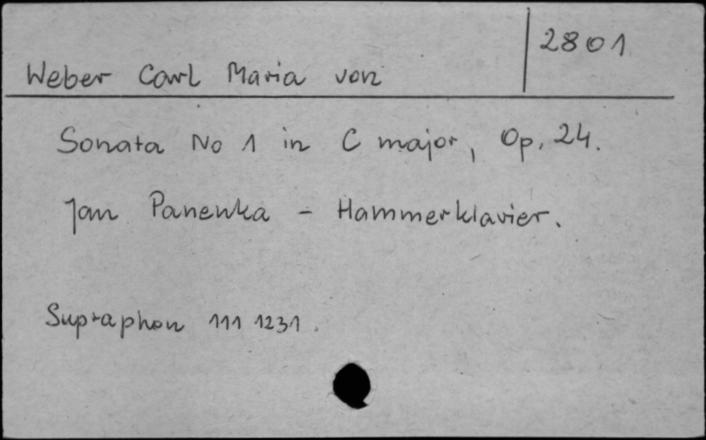 2801
Weber Carl Maria von
Sonata No 1 in C major, Op. 24.
Jan Panenka - Hammerklavier.
Supraphon 111 1231.